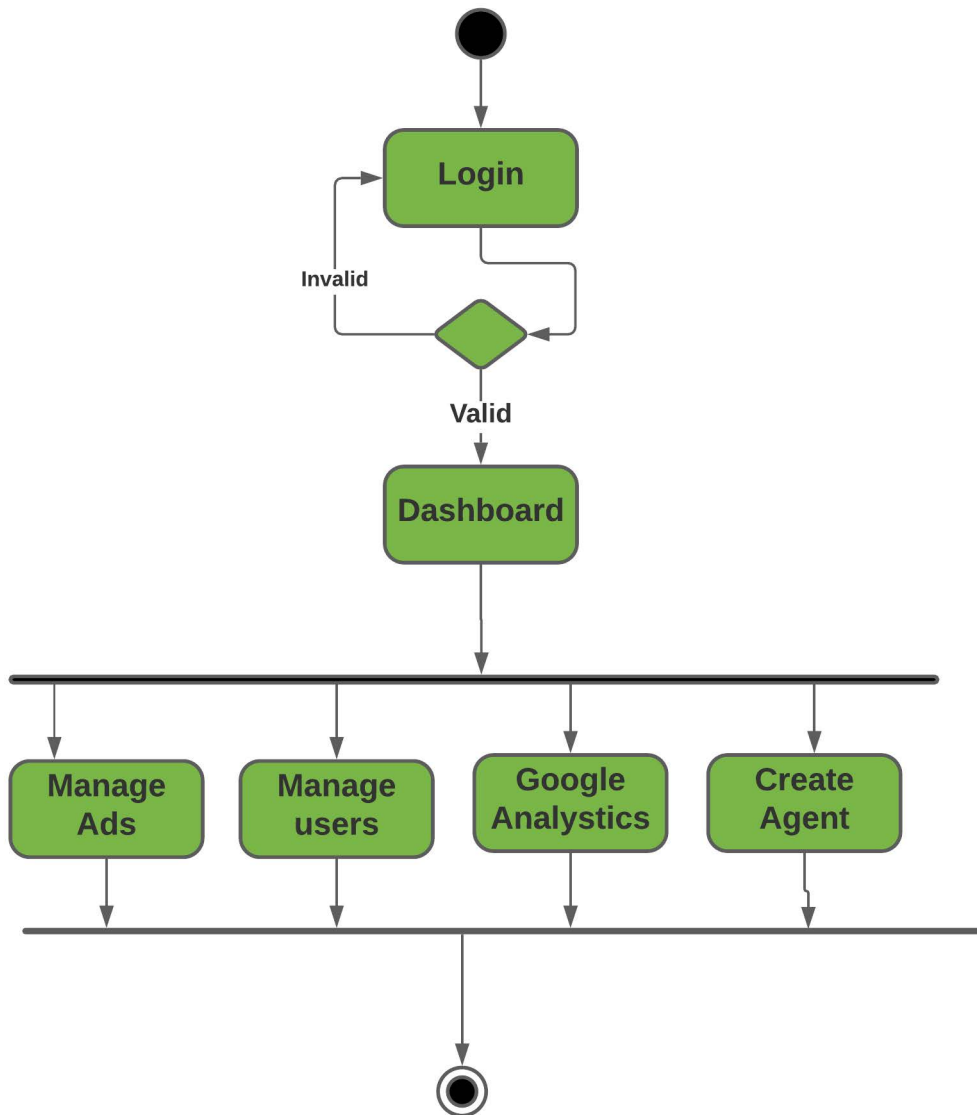 Login
Invalid
Valid
Dashboard
Manage
Ads
Manage
users
Google
Analystics
Create
Agent